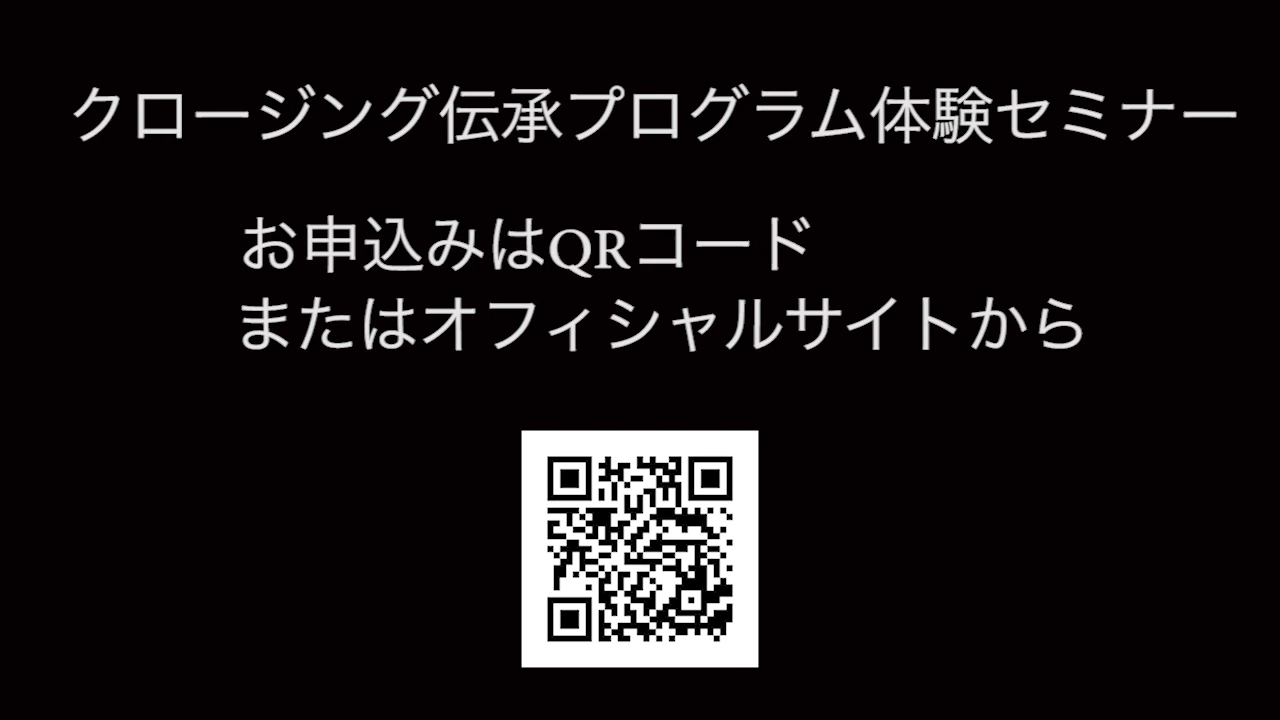 クロージング伝承プログラム体験セミナー
お申込みはQRコード
またはオフィシャルサイトから